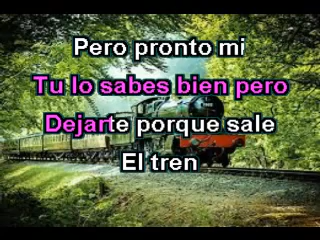 Pero pronto mi
Tu lo sabes bien pero
Dejarte porque sale
El tren